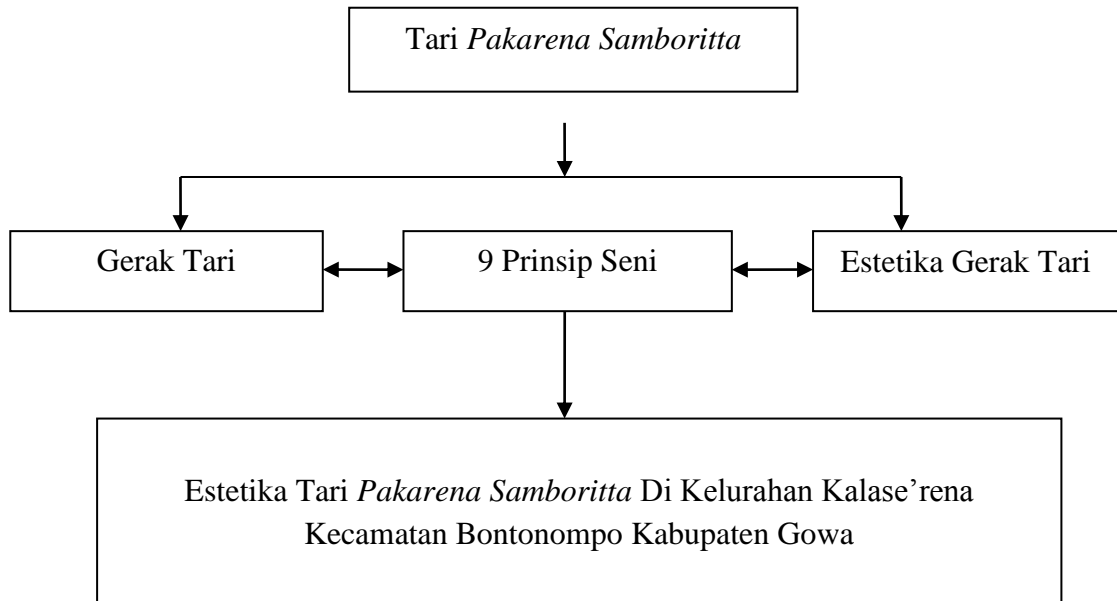 Tari Pakarena Samboritta
Gerak Tari
9 Prinsip Seni
Estetika Gerak Tari
Estetika Tari Pakarena Samboritta Di Kelurahan Kalase’rena
Kecamatan Bontonompo Kabupaten Gowa